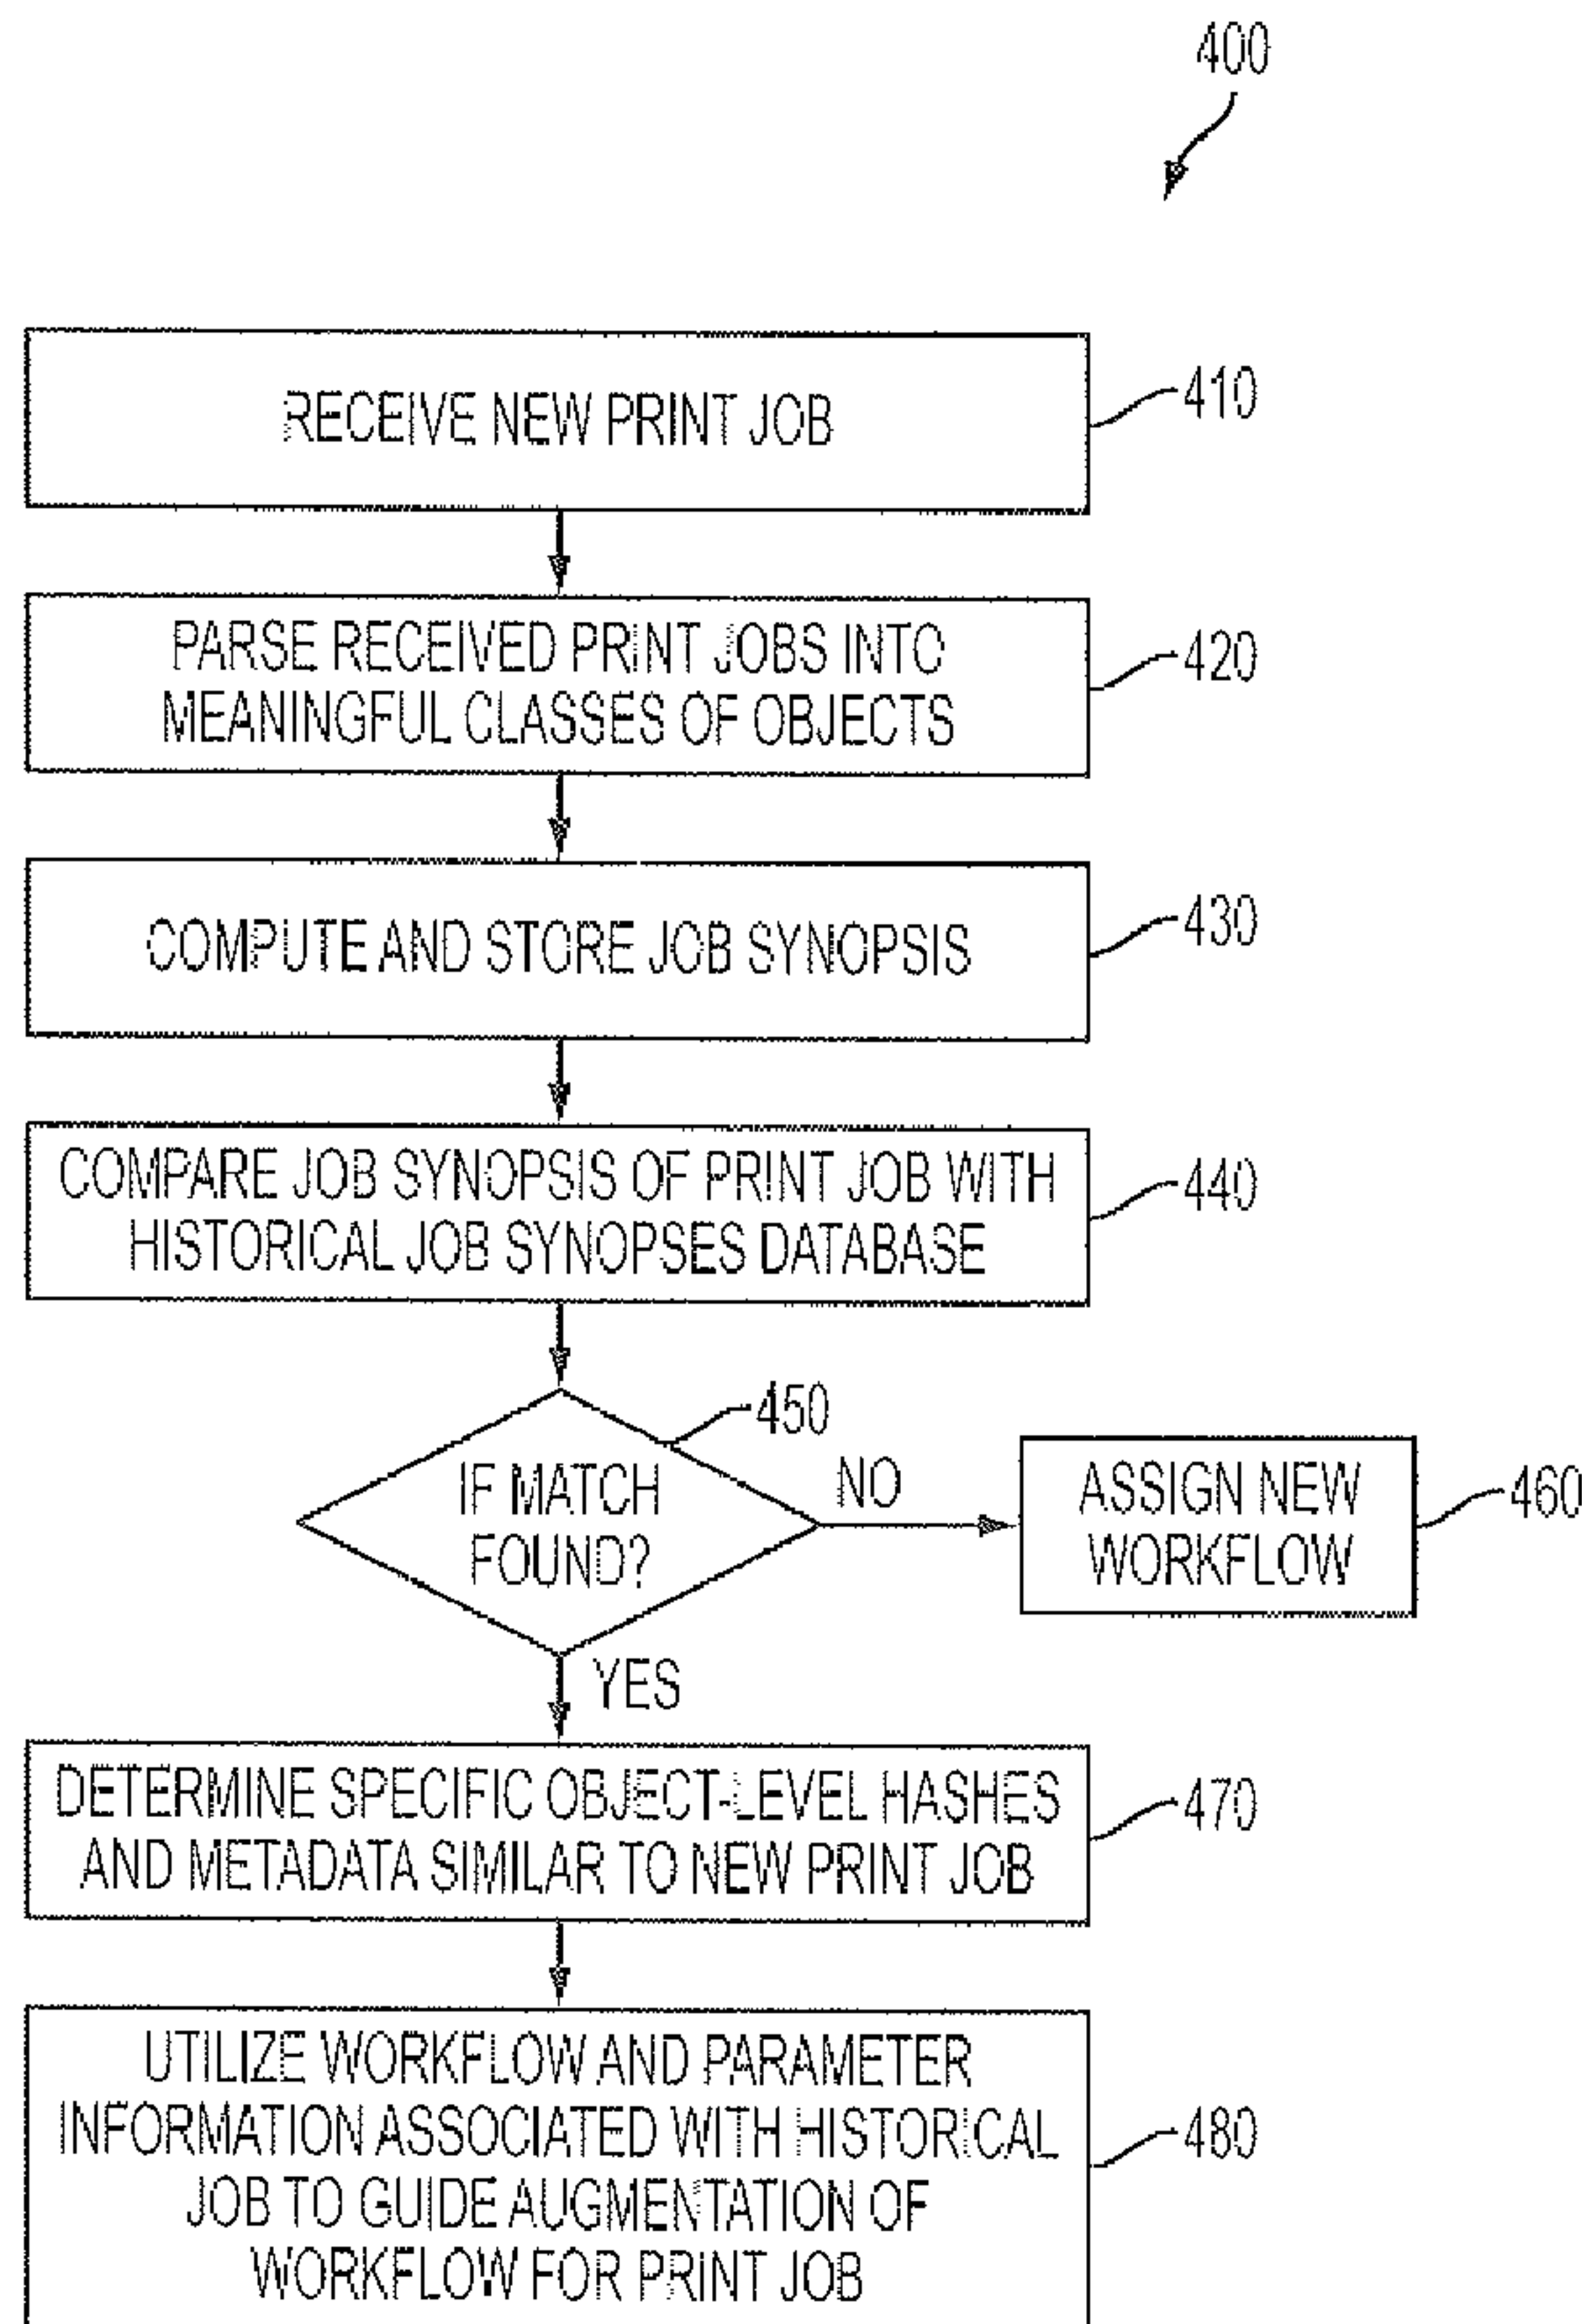 400
RECEIVE NEW PRINT JOB
410
PARSE RECEIVED PRINT JOBS INTO
MEANINGFUL CLASSES OF OBJECTS
420
COMPUTE AND STORE JOB SYNOPSIS
430
COMPARE JOB SYNOPSIS OF PRINT JOB WITH
HISTORICAL JOB SYNOPSES DATABASE
440
450
IF MATCH
FOUND?
NO
ASSIGN NEW
WORKFLOW
460
YES
DETERMINE SPECIFIC OBJECT-LEVEL HASHES
AND METADATA SIMILAR TO NEW PRINT JOB
470
UTILIZE WORKFLOW AND PARAMETER
INFORMATION ASSOCIATED WITH HISTORICAL
JOB TO GUIDE AUGMENTATION OF
WORKFLOW FOR PRINT JOB
480